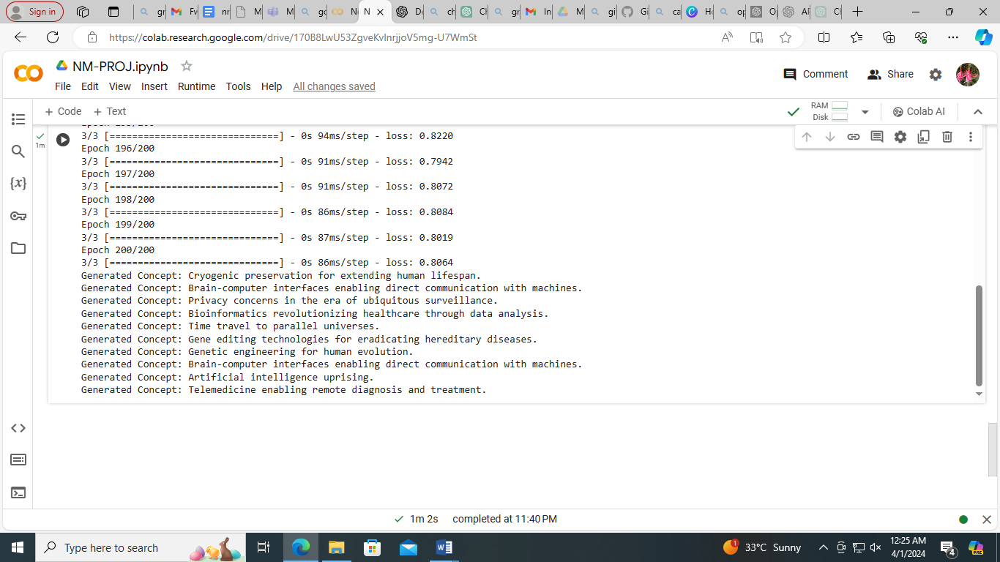 Sign in
https://colab.research.google.com/drive/170B8LwU53ZgveKvInrjjoV5mg-U7WmSt
NM-PROJ.ipynb
Comment
Share
File Edit View Insert Runtime Tools Help All changes saved
+ Code + Text
RAM
Disk
Colab AI
1m
3/3 [==============================] - 0s 94ms/step - loss: 0.8220
Epoch 196/200
3/3 [==============================] - 0s 91ms/step - loss: 0.7942
Epoch 197/200
3/3 [==============================] - 0s 91ms/step - loss: 0.8072
Epoch 198/200
3/3 [==============================] - 0s 86ms/step - loss: 0.8084
Epoch 199/200
3/3 [==============================] - 0s 87ms/step - loss: 0.8019
Epoch 200/200
3/3 [==============================] - 0s 86ms/step - loss: 0.8064
Generated Concept: Cryogenic preservation for extending human lifespan.
Generated Concept: Brain-computer interfaces enabling direct communication with machines.
Generated Concept: Privacy concerns in the era of ubiquitous surveillance.
Generated Concept: Bioinformatics revolutionizing healthcare through data analysis.
Generated Concept: Time travel to parallel universes.
Generated Concept: Gene editing technologies for eradicating hereditary diseases.
Generated Concept: Genetic engineering for human evolution.
Generated Concept: Brain-computer interfaces enabling direct communication with machines.
Generated Concept: Artificial intelligence uprising.
Generated Concept: Telemedicine enabling remote diagnosis and treatment.
1m 2s completed at 11:40 PM
Type here to search
33°C Sunny
12:25 AM
4/1/2024